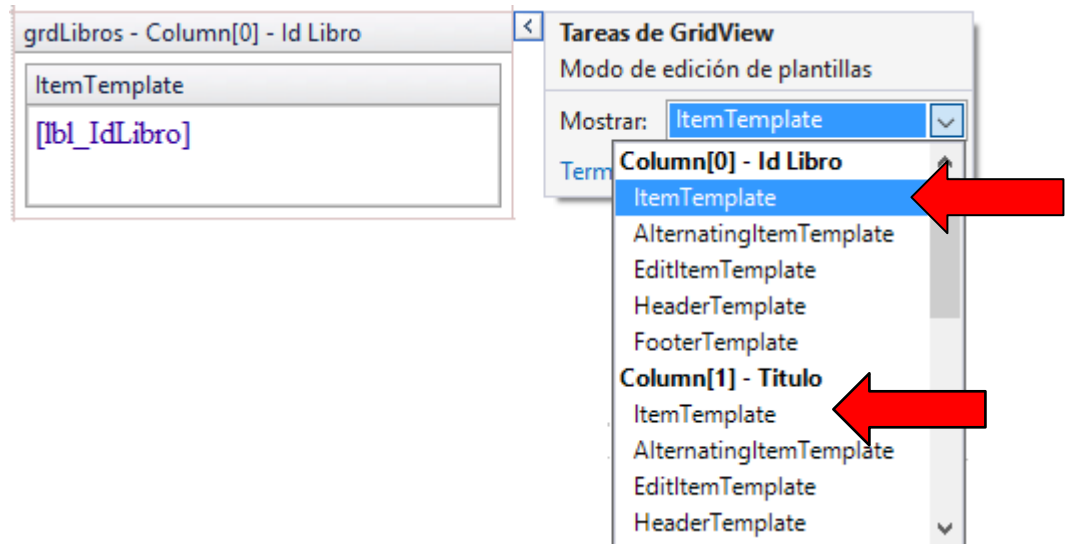 grdLibros - Column[0] - Id Libro
ItemTemplate
[lbl_IdLibro]
Tareas de GridView
Modo de edición de plantillas
Mostrar: ItemTemplate
Term
Column[0] - Id Libro
ItemTemplate
AlternatingItemTemplate
EditItemTemplate
HeaderTemplate
FooterTemplate
Column[1] - Titulo
ItemTemplate
AlternatingItemTemplate
EditItemTemplate
HeaderTemplate